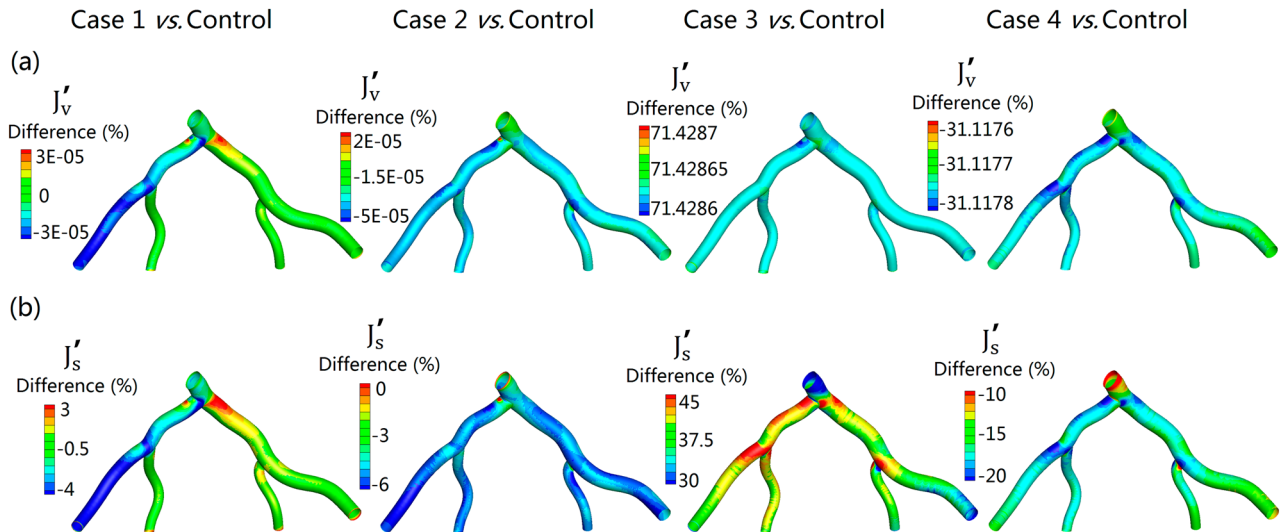 Case 1 vs. Control
Case 2 vs. Control
Case 3 vs. Control
Case 4 vs. Control
(a)
J′v
Difference (%)
3E-05
0
-3E-05
J′v
Difference (%)
2E-05
-1.5E-05
-5E-05
J′v
Difference (%)
71.4287
71.42865
71.4286
J′v
Difference (%)
-31.1176
-31.1177
-31.1178
(b)
J′s
Difference (%)
3
-0.5
-4
J′s
Difference (%)
0
-3
-6
J′s
Difference (%)
45
37.5
30
J′s
Difference (%)
-10
-15
-20